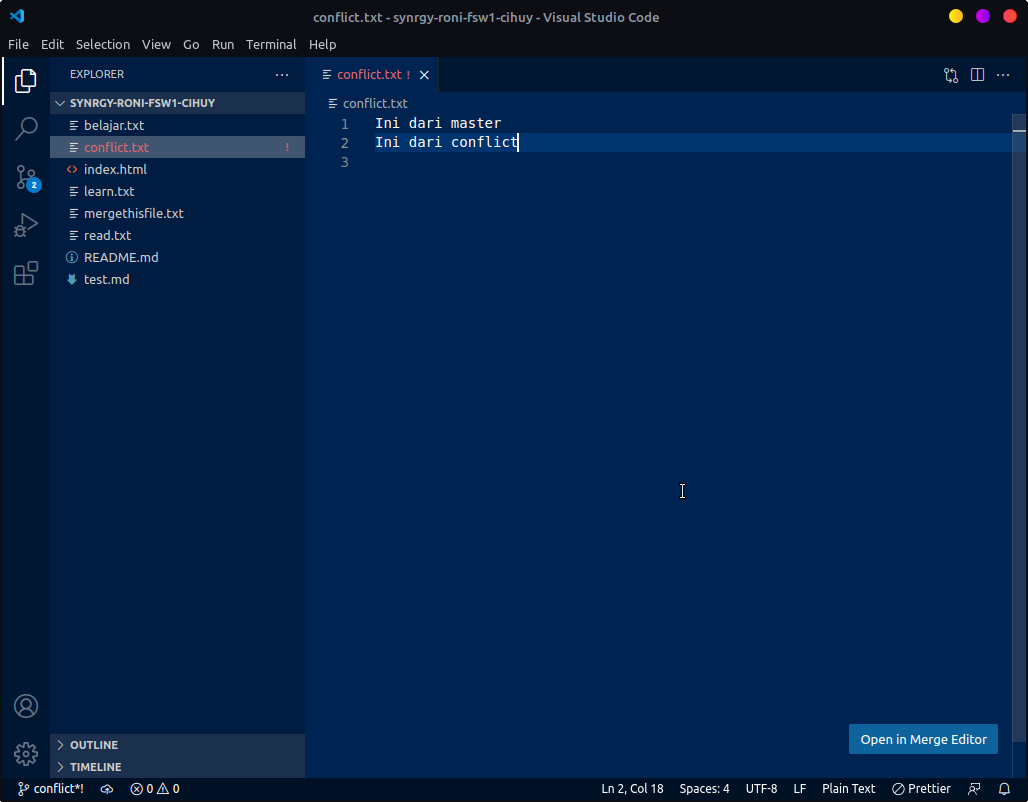 conflict.txt - synrgy-roni-fsw1-cihuy - Visual Studio Code
File Edit Selection View Go Run Terminal Help
EXPLORER
SYNRGY-RONI-FSW1-CIHUY
belajar.txt
conflict.txt !
index.html
learn.txt
mergethisfile.txt
read.txt
README.md
test.md
2
OUTLINE
TIMELINE
conflict.txt ! ×
conflict.txt
1 Ini dari master
2 Ini dari conflict
3
Open in Merge Editor
conflict*! 0 0 Ln 2, Col 18 Spaces: 4 UTF-8 LF Plain Text Prettier